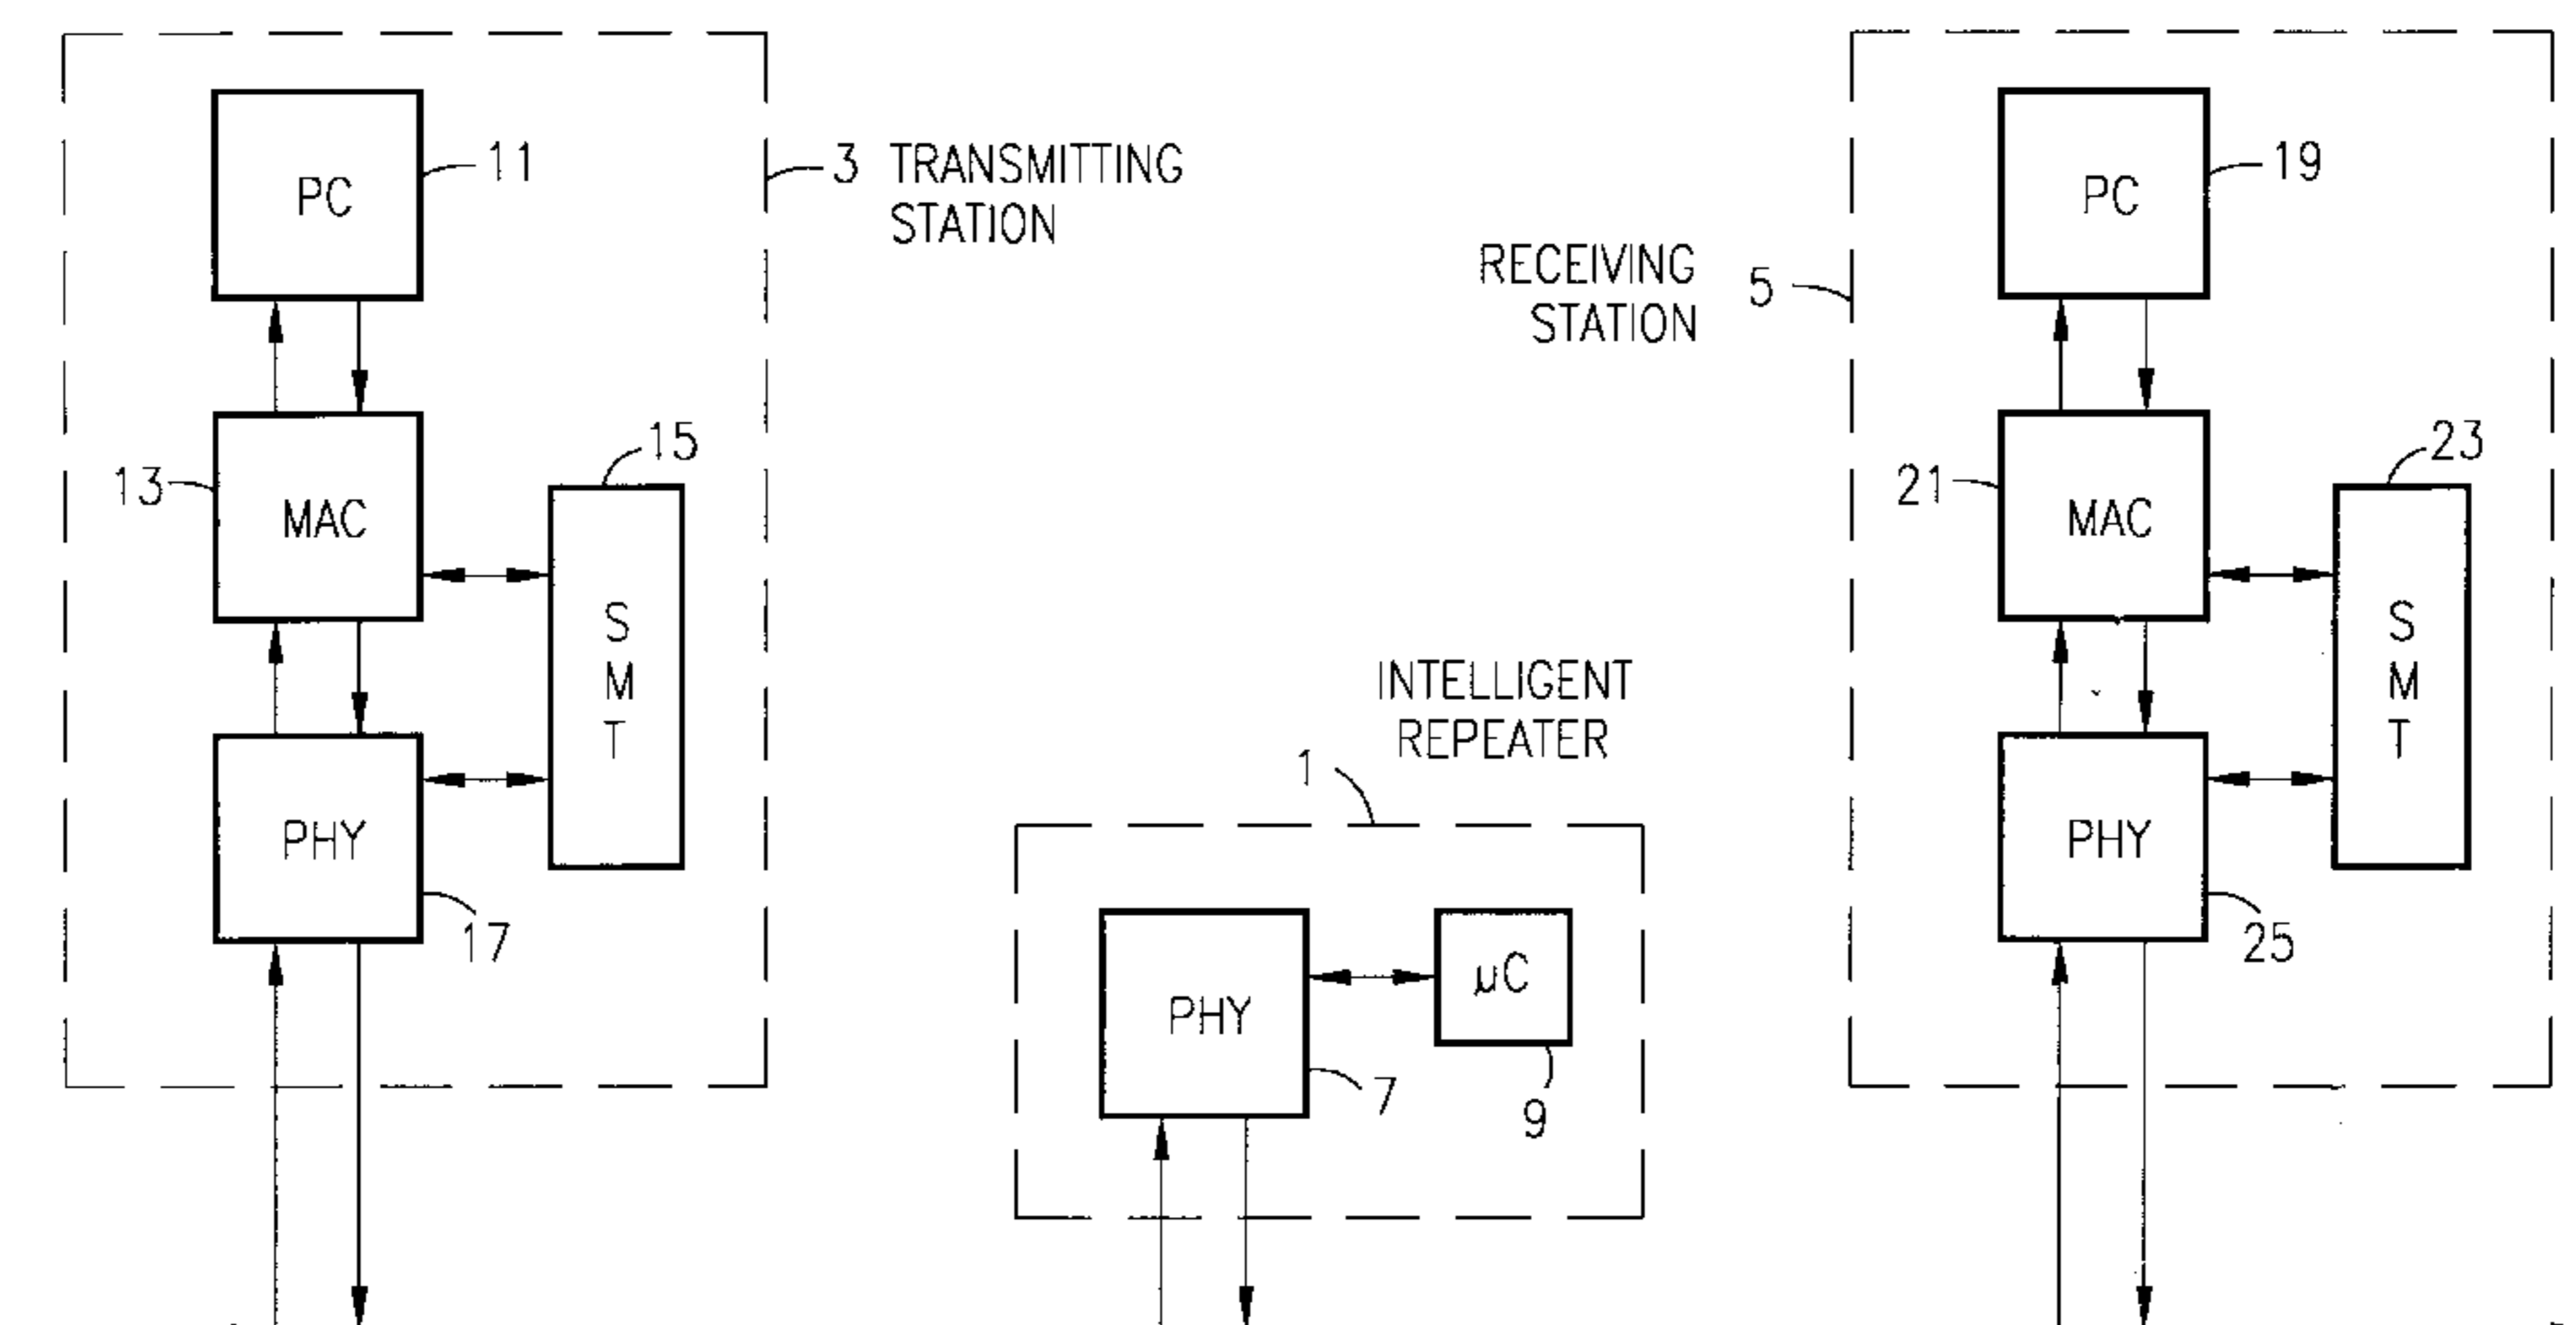 PC
11
3 TRANSMITTING
STATION
13
MAC
15
S
M
T
PHY
17
INTELLIGENT
REPEATER
1
PHY
7
µC
9
RECEIVING
STATION
5
PC
19
21
MAC
23
S
M
T
PHY
25